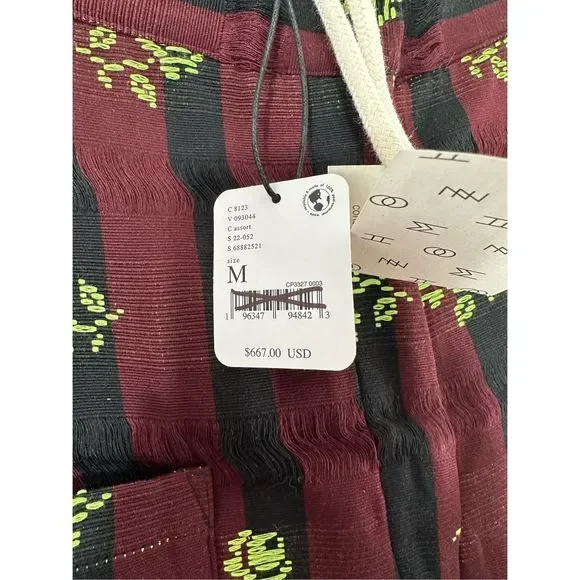 C 8123
V 093044
C assort
S 22-052
S 68882521
size
M
CP3327 0003
1 96347 94842 3
$667.00 USD